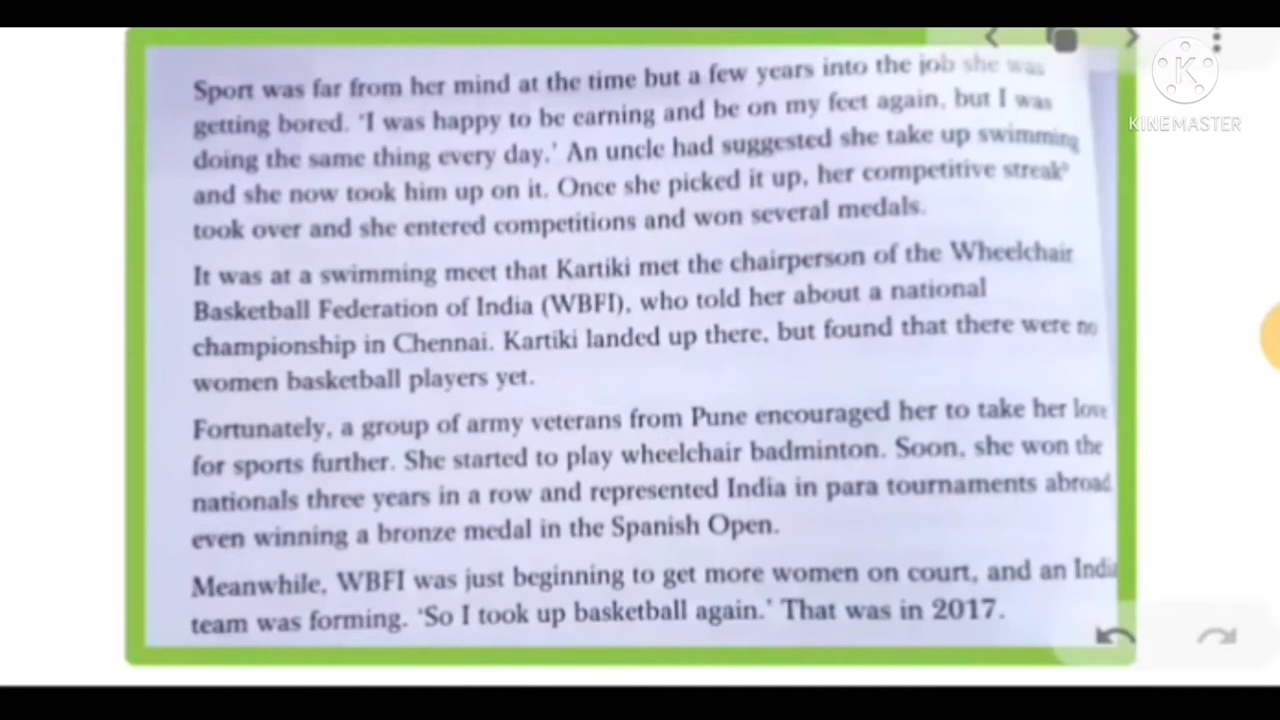 Sport was far from her mind at the time but a few years into the job she was
getting bored. 'I was happy to be earning and be on my feet again, but I was
doing the same thing every day.' An uncle had suggested she take up swimming
and she now took him up on it. Once she picked it up, her competitive streak°
took over and she entered competitions and won several medals.
It was at a swimming meet that Kartiki met the chairperson of the Wheelchair
Basketball Federation of India (WBFI), who told her about a national
championship in Chennai. Kartiki landed up there, but found that there were no
women basketball players yet.
Fortunately, a group of army veterans from Pune encouraged her to take her love
for sports further. She started to play wheelchair badminton. Soon, she won the
nationals three years in a row and represented India in para tournaments abroad
even winning a bronze medal in the Spanish Open.
Meanwhile, WBFI was just beginning to get more women on court, and an India
team was forming. 'So I took up basketball again.' That was in 2017.
K
KINEMASTER